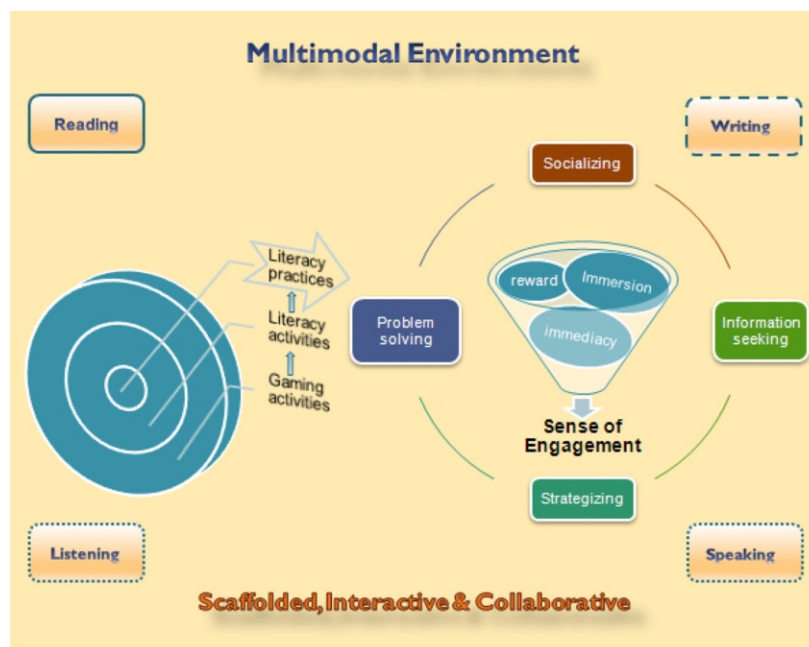 Multimodal Environment
Reading
Writing
Socializing
Literacy
practices
reward
Immersion
Literacy
activities
Problem
solving
immediacy
Information
seeking
Gaming
activities
Sense of
Engagement
Strategizing
Listening
Speaking
Scaffolded, Interactive & Collaborative